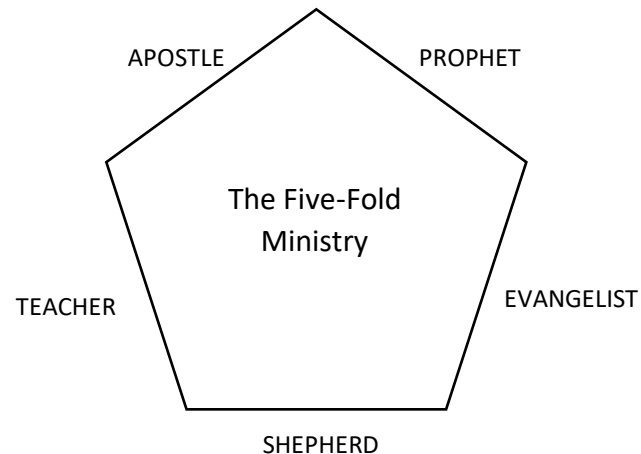 APOSTLE
PROPHET
The Five-Fold
Ministry
TEACHER
EVANGELIST
SHEPHERD